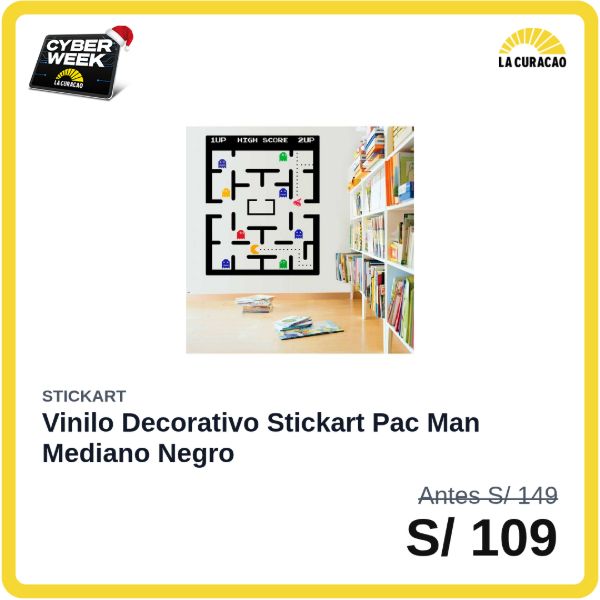 CYBER
WEEK
LA CURACAO
LA CURACAO
1UP HIGH SCORE 2UP
STICKART
Vinilo Decorativo Stickart Pac Man
Mediano Negro
Antes S/ 149
S/ 109